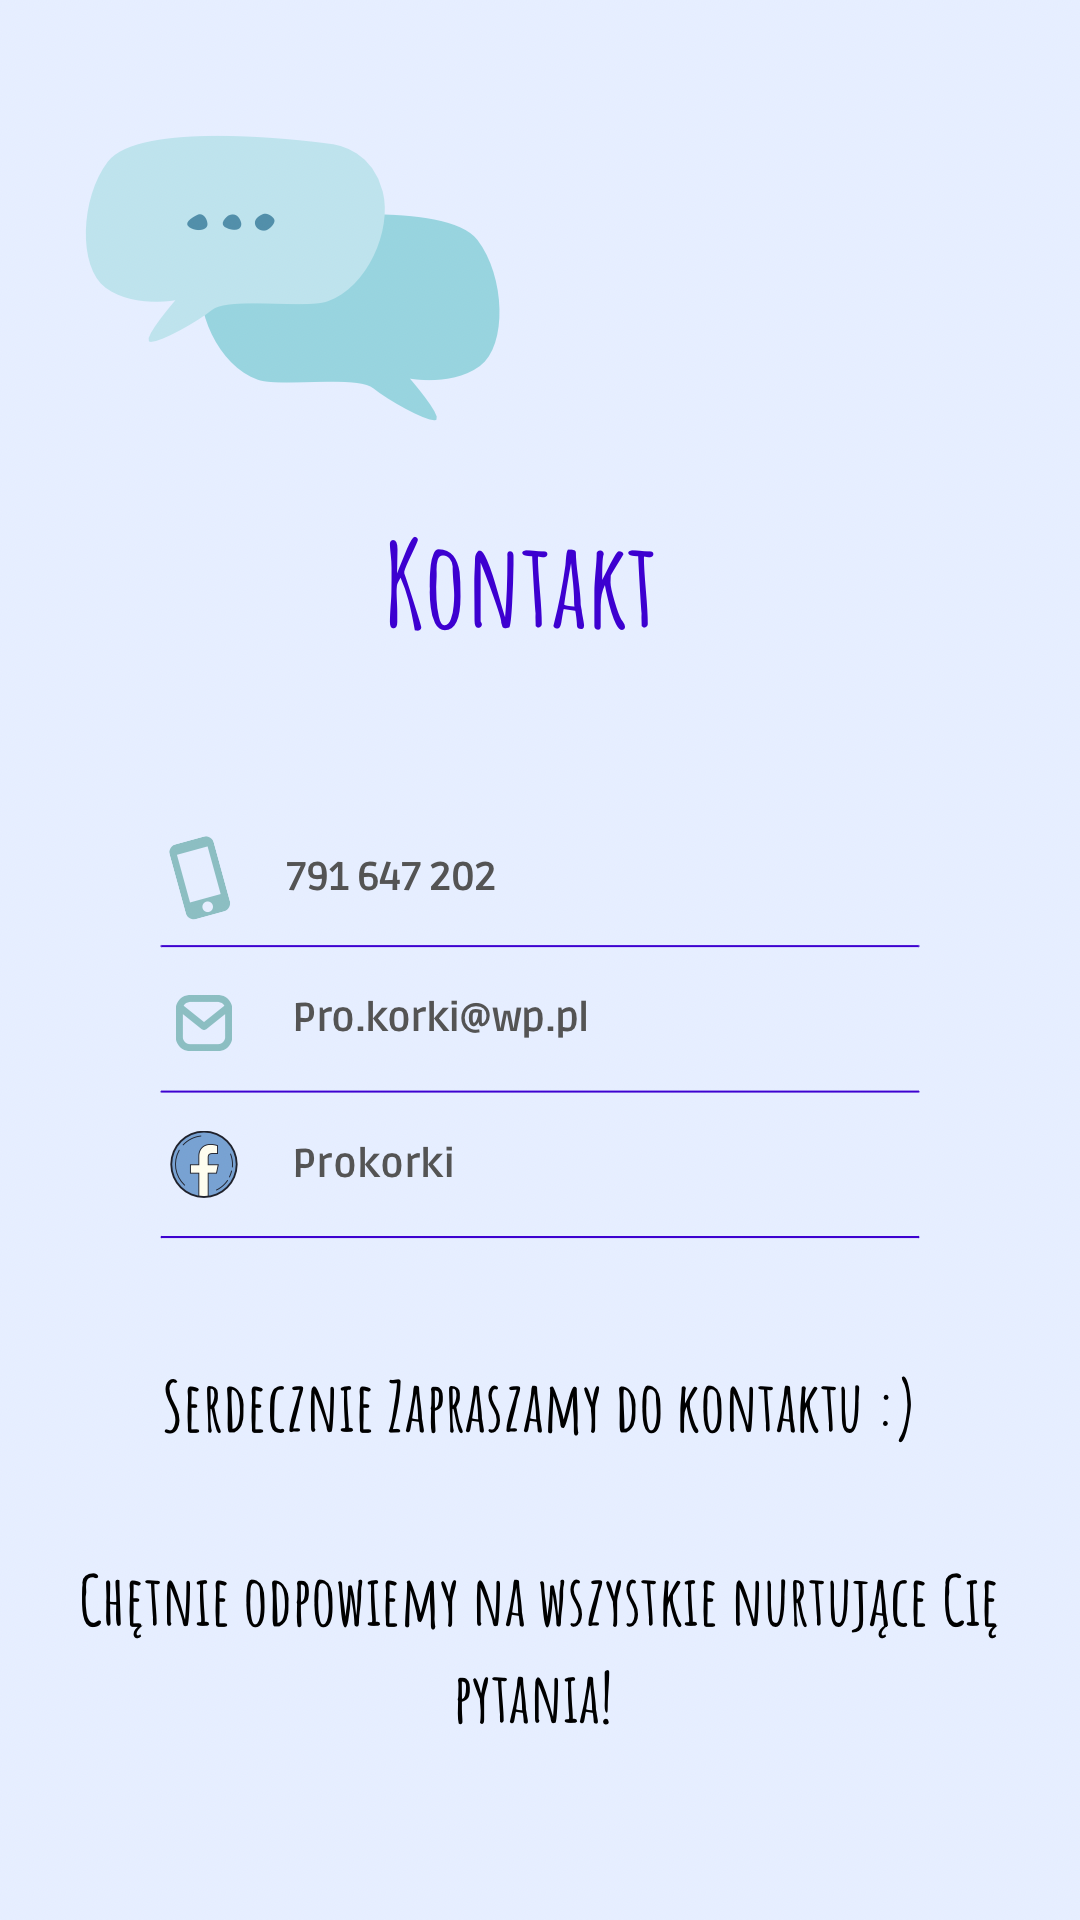 Kontakt
791 647 202
Pro.korki@wp.pl
Prokorki
Serdecznie Zapraszamy do kontaktu :)
Chętnie odpowiemy na wszystkie nurtujące Cię
pytania!